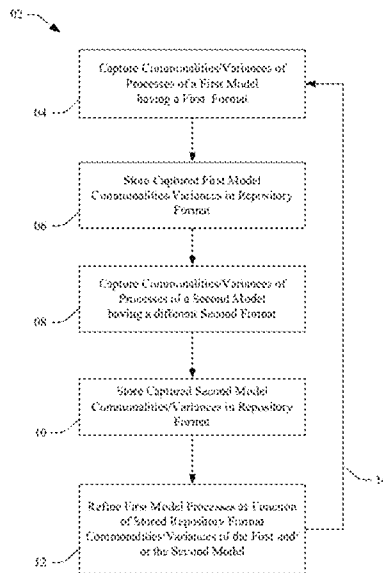 02
Capture Commonalities/Variances of
Processes of a First Model
having a First Format
04
Store Captured First Model
Commonalities/Variances in Repository
Format
06
Capture Commonalities/Variances of
Processes of a Second Model
having a different Second Format
08
Store Captured Second Model
Commonalities/Variances in Repository
Format
10
Refine First Model Processes as Function
of Stored Repository Format
Commonalities/Variances of the First and/
or the Second Model
12